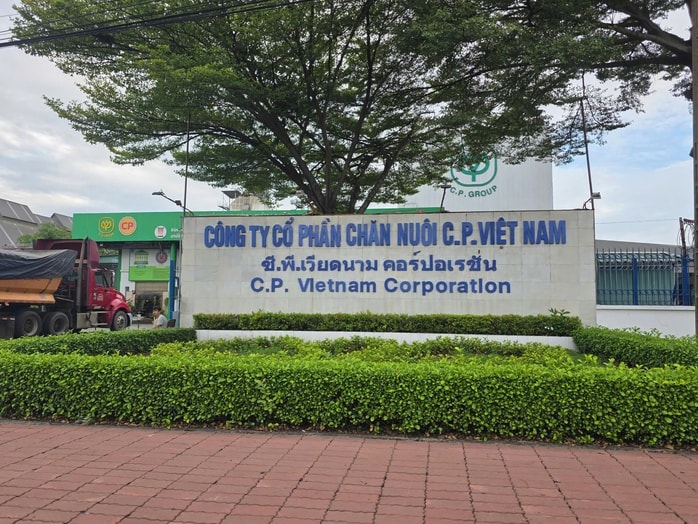 C.P. GROUP
CP
CÔNG TY CỔ PHẦN CHĂN NUÔI C.P. VIỆT NAM
ซี.พี.เวียดนาม คอร์ปอเรชั่น
C.P. Vietnam Corporation